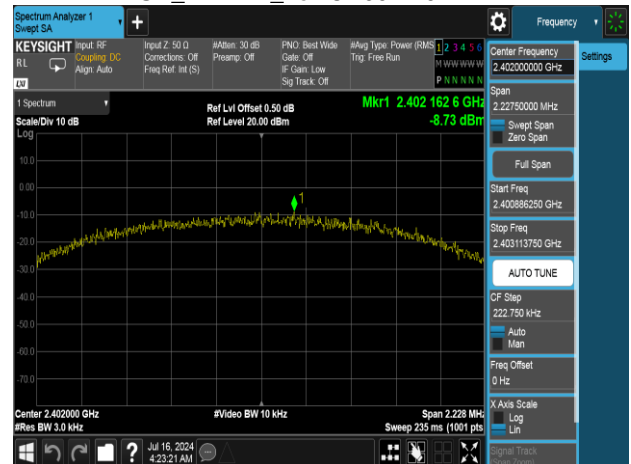 Spectrum Analyzer 1
Swept SA
+
Frequency
KEYSIGHT
RL
LXI
Input: RF
Coupling: DC
Align: Auto
Input Z: 50 Ω
Corrections: Off
Freq Ref: Int (S)
#Atten: 30 dB
Preamp: Off
PNO: Best Wide
Gate: Off
IF Gain: Low
Sig Track: Off
#Avg Type: Power (RMS
Trig: Free Run
1 2 3 4 5 6
M W W W W W
P N N N N N
1 Spectrum
Scale/Div 10 dB
Log
Ref Lvl Offset 0.50 dB
Ref Level 20.00 dBm
Mkr1 2.402 162 6 GHz
-8.73 dBm
10.0
0.00
-10.0
-20.0
-30.0
-40.0
-50.0
-60.0
-70.0
1
Center 2.402000 GHz
#Res BW 3.0 kHz
#Video BW 10 kHz
Span 2.228 MHz
Sweep 235 ms (1001 pts
Jul 16, 2024
4:23:21 AM
?
Center Frequency
2.402000000 GHz
Span
2.22750000 MHz
Swept Span
Zero Span
Full Span
Start Freq
2.400886250 GHz
Stop Freq
2.403113750 GHz
AUTO TUNE
CF Step
222.750 kHz
Auto
Man
Freq Offset
0 Hz
X Axis Scale
Log
Lin
Signal Track
(Span Zoom)
Settings